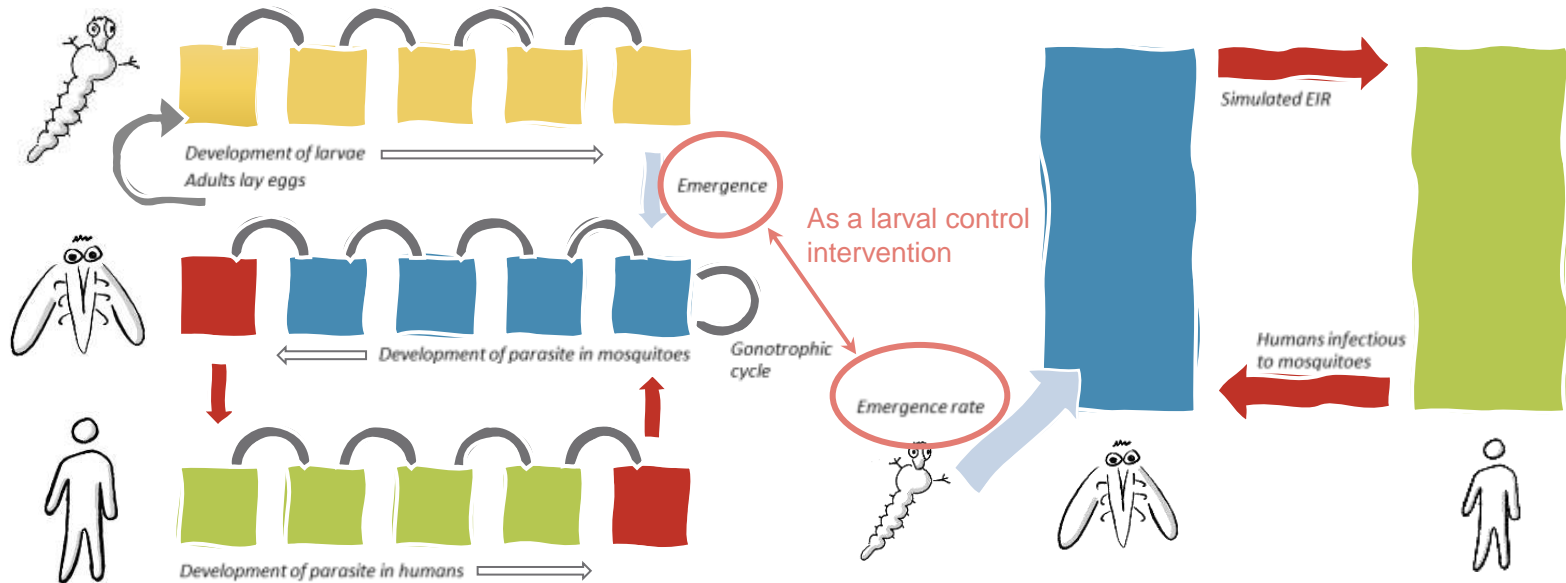 Development of larvae
Adults lay eggs
Emergence
As a larval control
intervention
Development of parasite in mosquitoes
Gonotrophic
cycle
Development of parasite in humans
Emergence rate
Simulated EIR
Humans infectious
to mosquitoes